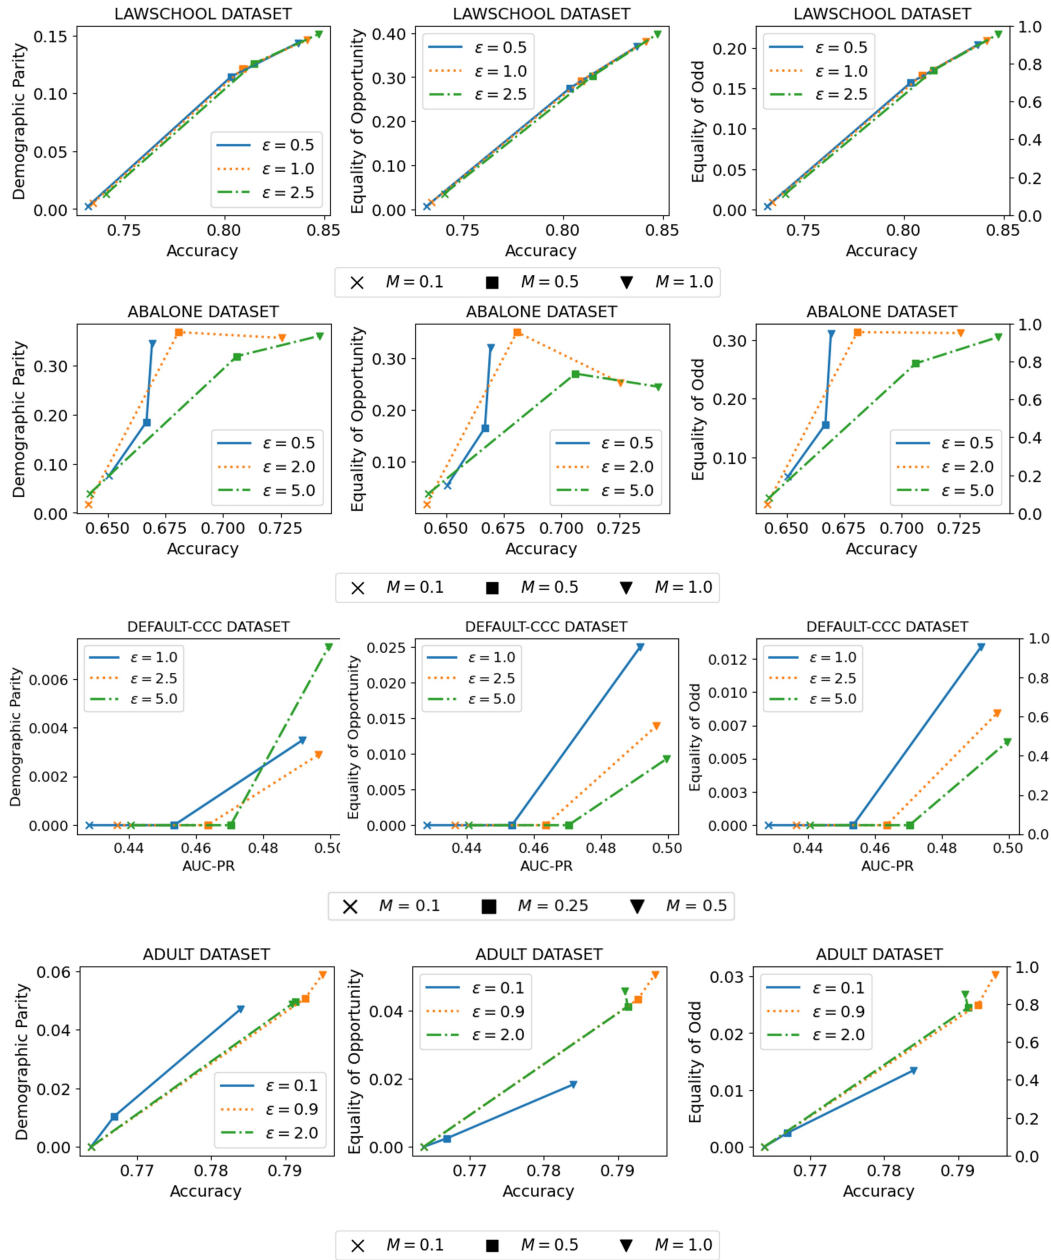 LAWSCHOOL DATASET
Demographic Parity
0.15
0.10
0.05
0.00
ε = 0.5
ε = 1.0
ε = 2.5
0.75 0.80 0.85
Accuracy
LAWSCHOOL DATASET
Equality of Opportunity
0.40
0.30
0.20
0.10
0.00
ε = 0.5
ε = 1.0
ε = 2.5
0.75 0.80 0.85
Accuracy
LAWSCHOOL DATASET
Equality of Odd
0.20
0.15
0.10
0.05
0.00
ε = 0.5
ε = 1.0
ε = 2.5
1.0
0.8
0.6
0.4
0.2
0.0
0.75 0.80 0.85
Accuracy
M = 0.1 M = 0.5 M = 1.0
ABALONE DATASET
Demographic Parity
0.30
0.20
0.10
0.00
ε = 0.5
ε = 2.0
ε = 5.0
0.650 0.675 0.700 0.725
Accuracy
ABALONE DATASET
Equality of Opportunity
0.30
0.20
0.10
ε = 0.5
ε = 2.0
ε = 5.0
0.650 0.675 0.700 0.725
Accuracy
ABALONE DATASET
Equality of Odd
0.30
0.20
0.10
ε = 0.5
ε = 2.0
ε = 5.0
1.0
0.8
0.6
0.4
0.2
0.0
0.650 0.675 0.700 0.725
Accuracy
M = 0.1 M = 0.5 M = 1.0
DEFAULT-CCC DATASET
Demographic Parity
0.006
0.004
0.002
0.000
ε = 1.0
ε = 2.5
ε = 5.0
0.44 0.46 0.48 0.50
AUC-PR
DEFAULT-CCC DATASET
Equality of Opportunity
0.025
0.020
0.015
0.010
0.005
0.000
ε = 1.0
ε = 2.5
ε = 5.0
0.44 0.46 0.48 0.50
AUC-PR
DEFAULT-CCC DATASET
Equality of Odd
0.012
0.010
0.007
0.005
0.003
0.000
ε = 1.0
ε = 2.5
ε = 5.0
1.0
0.8
0.6
0.4
0.2
0.0
0.44 0.46 0.48 0.50
AUC-PR
M = 0.1 M = 0.25 M = 0.5
ADULT DATASET
Demographic Parity
0.06
0.04
0.02
0.00
ε = 0.1
ε = 0.9
ε = 2.0
0.77 0.78 0.79
Accuracy
ADULT DATASET
Equality of Opportunity
0.04
0.02
0.00
ε = 0.1
ε = 0.9
ε = 2.0
0.77 0.78 0.79
Accuracy
ADULT DATASET
Equality of Odd
0.03
0.02
0.01
0.00
ε = 0.1
ε = 0.9
ε = 2.0
1.0
0.8
0.6
0.4
0.2
0.0
0.77 0.78 0.79
Accuracy
M = 0.1 M = 0.5 M = 1.0